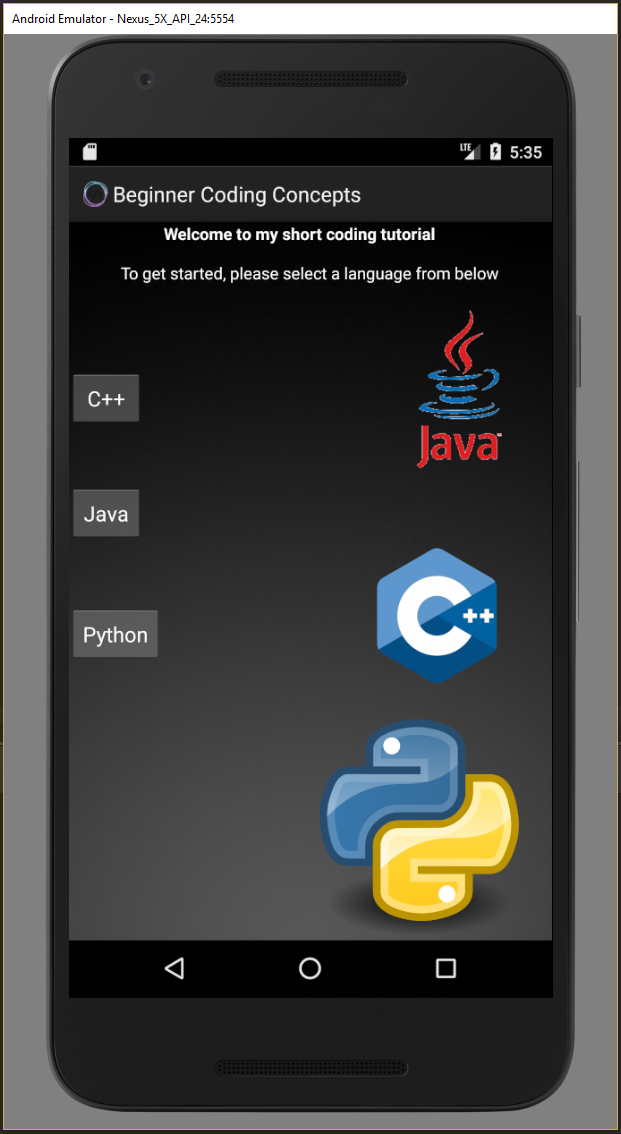 Android Emulator - Nexus_5X_API_24:5554
LTE 5:35
Beginner Coding Concepts
Welcome to my short coding tutorial
To get started, please select a language from below
Java
C++
Java
C++
Python